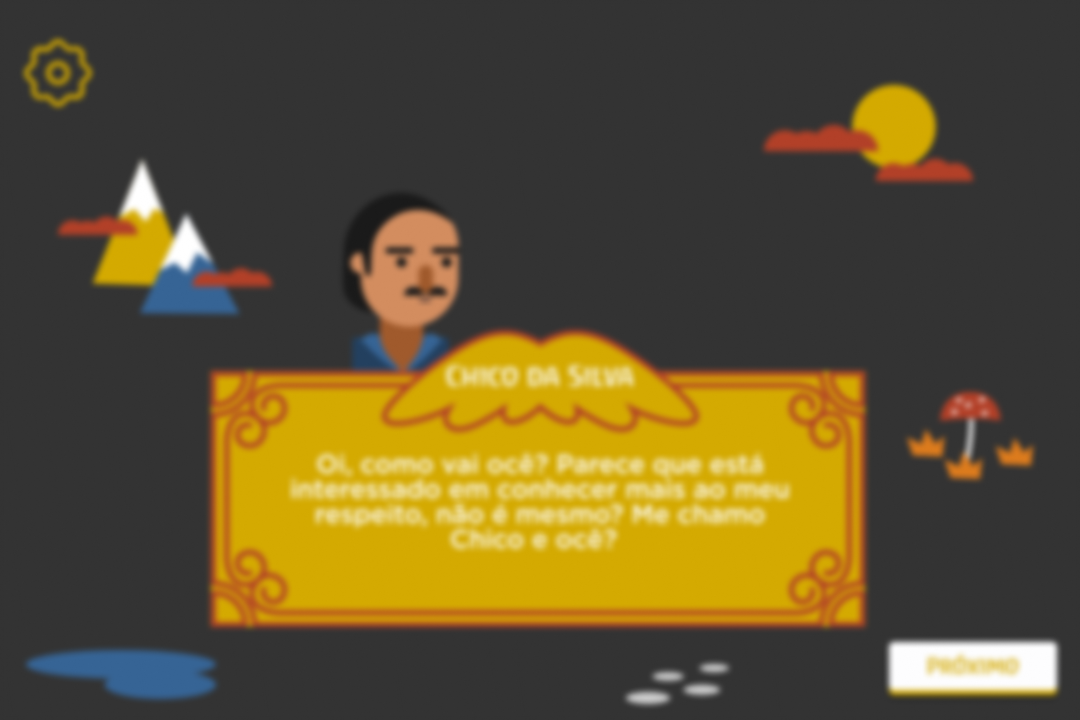 CHICO DA SILVA
Oi, como vai ocê? Parece que está
interessado em conhecer mais ao meu
respeito, não é mesmo? Me chamo
Chico e ocê?
PRÓXIMO